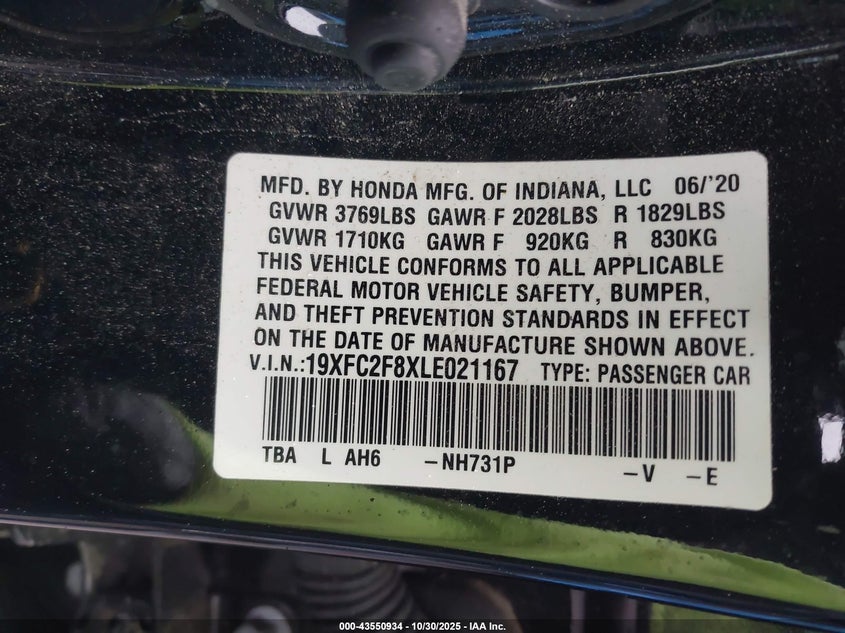 MFD. BY HONDA MFG. OF INDIANA, LLC 06/'20
GVWR 3769LBS GAWR F 2028LBS R 1829LBS
GVWR 1710KG GAWR F 920KG R 830KG
THIS VEHICLE CONFORMS TO ALL APPLICABLE
FEDERAL MOTOR VEHICLE SAFETY, BUMPER,
AND THEFT PREVENTION STANDARDS IN EFFECT
ON THE DATE OF MANUFACTURE SHOWN ABOVE.
V.I.N.:19XFC2F8XLE021167 TYPE: PASSENGER CAR
TBA L AH6 –NH731P –V –E
000-43550934 - 10/30/2025 - IAA Inc.